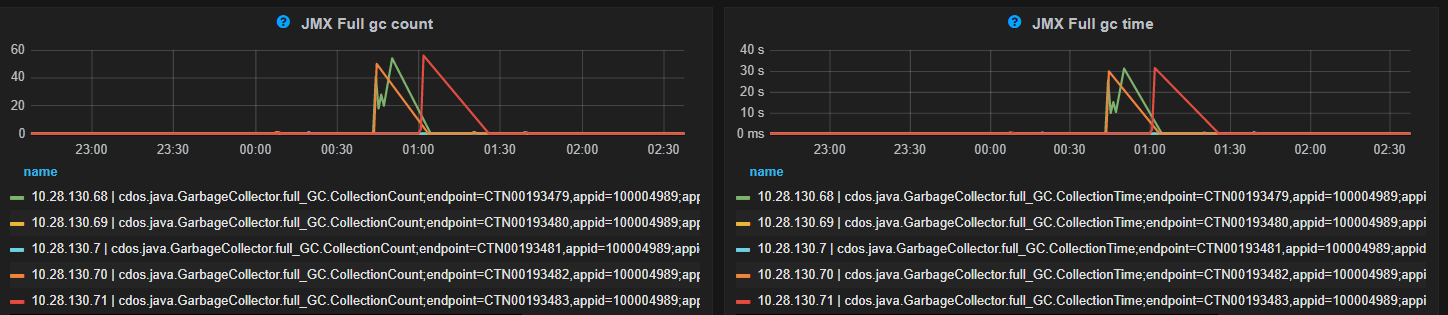 JMX Full gc count
60
40
20
0
23:00 23:30 00:00 00:30 01:00 01:30 02:00 02:30
name
10.28.130.68 | cdos.java.GarbageCollector.full_GC.CollectionCount;endpoint=CTN00193479,appid=100004989;app
10.28.130.69 | cdos.java.GarbageCollector.full_GC.CollectionCount;endpoint=CTN00193480,appid=100004989;app
10.28.130.7 | cdos.java.GarbageCollector.full_GC.CollectionCount;endpoint=CTN00193481,appid=100004989;app
10.28.130.70 | cdos.java.GarbageCollector.full_GC.CollectionCount;endpoint=CTN00193482,appid=100004989;app
10.28.130.71 | cdos.java.GarbageCollector.full_GC.CollectionCount;endpoint=CTN00193483,appid=100004989;app
JMX Full gc time
40 s
30 s
20 s
10 s
0 ms
23:00 23:30 00:00 00:30 01:00 01:30 02:00 02:30
name
10.28.130.68 | cdos.java.GarbageCollector.full_GC.CollectionTime;endpoint=CTN00193479,appid=100004989;appi
10.28.130.69 | cdos.java.GarbageCollector.full_GC.CollectionTime;endpoint=CTN00193480,appid=100004989;appi
10.28.130.7 | cdos.java.GarbageCollector.full_GC.CollectionTime;endpoint=CTN00193481,appid=100004989;appid
10.28.130.70 | cdos.java.GarbageCollector.full_GC.CollectionTime;endpoint=CTN00193482,appid=100004989;appi
10.28.130.71 | cdos.java.GarbageCollector.full_GC.CollectionTime;endpoint=CTN00193483,appid=100004989;appi